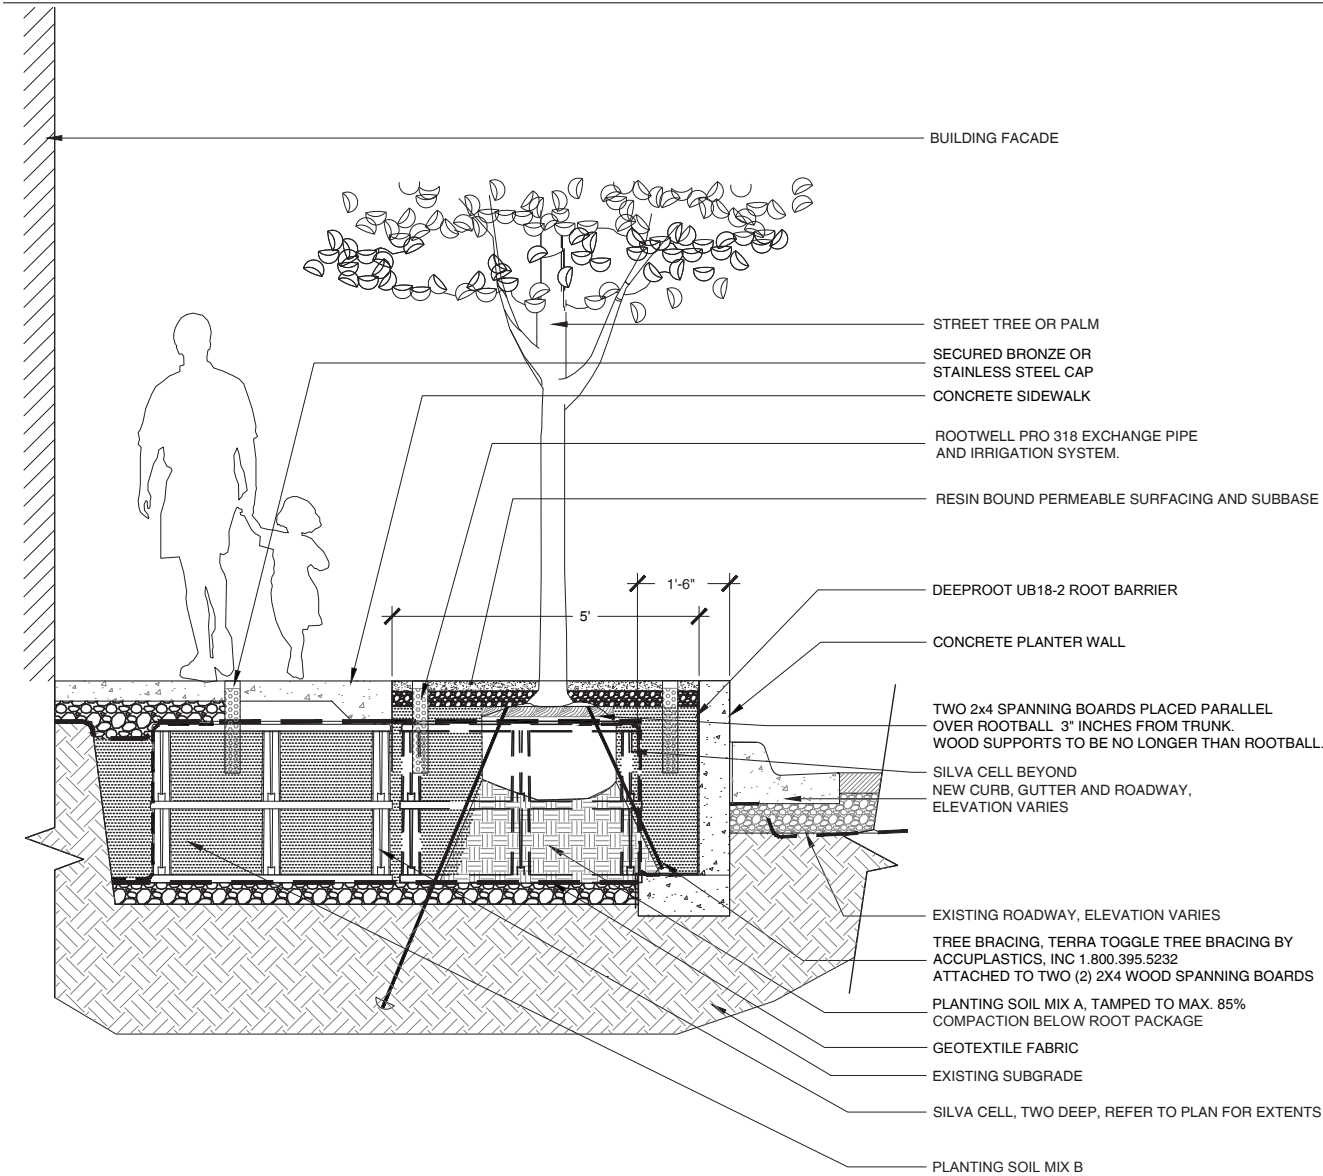 BUILDING FACADE
STREET TREE OR PALM
SECURED BRONZE OR
STAINLESS STEEL CAP
CONCRETE SIDEWALK
ROOTWELL PRO 318 EXCHANGE PIPE
AND IRRIGATION SYSTEM.
RESIN BOUND PERMEABLE SURFACING AND SUBBASE
1'-6"
5'
DEEPROOT UB18-2 ROOT BARRIER
CONCRETE PLANTER WALL
TWO 2x4 SPANNING BOARDS PLACED PARALLEL
OVER ROOTBALL 3" INCHES FROM TRUNK.
WOOD SUPPORTS TO BE NO LONGER THAN ROOTBALL.
SILVA CELL BEYOND
NEW CURB, GUTTER AND ROADWAY,
ELEVATION VARIES
EXISTING ROADWAY, ELEVATION VARIES
TREE BRACING, TERRA TOGGLE TREE BRACING BY
ACCUPLASTICS, INC 1.800.395.5232
ATTACHED TO TWO (2) 2X4 WOOD SPANNING BOARDS
PLANTING SOIL MIX A, TAMPED TO MAX. 85%
COMPACTION BELOW ROOT PACKAGE
GEOTEXTILE FABRIC
EXISTING SUBGRADE
SILVA CELL, TWO DEEP, REFER TO PLAN FOR EXTENTS
PLANTING SOIL MIX B